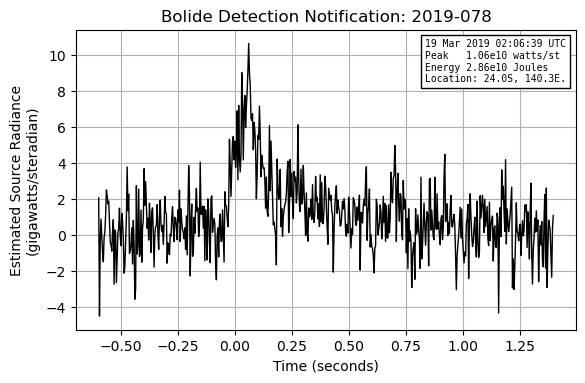 Bolide Detection Notification: 2019-078
19 Mar 2019 02:06:39 UTC
Peak   1.06e10 watts/st
Energy 2.86e10 Joules
Location: 24.0S, 140.3E.
Estimated Source Radiance
(gigawatts/steradian)
10
8
6
4
2
0
−2
−4
−0.50 −0.25 0.00 0.25 0.50 0.75 1.00 1.25
Time (seconds)